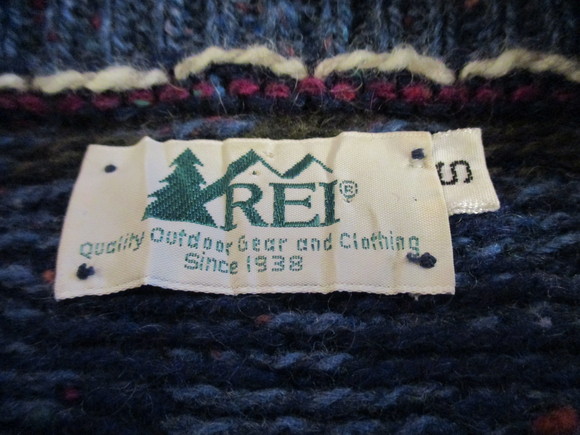 REI®
S
Quality Outdoor Gear and Clothing
Since 1938